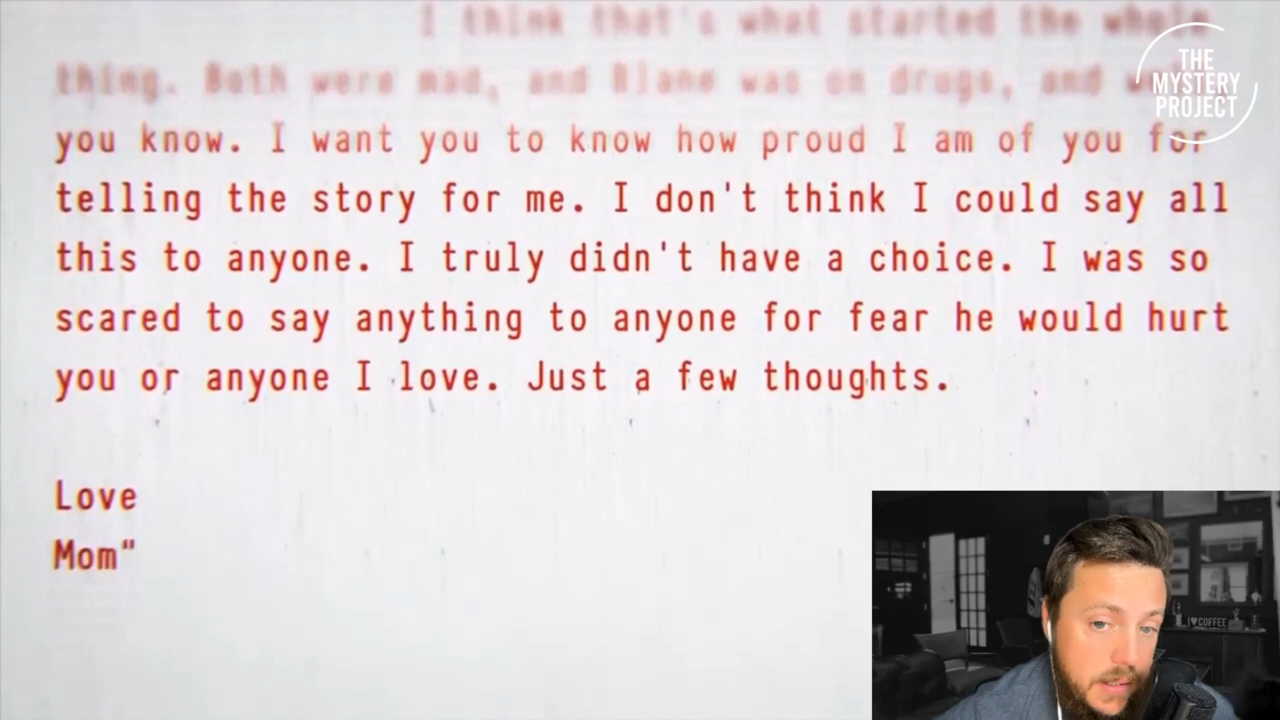 I think that's what started the whole
thing. Both were mad, and Blane was on drugs, and
you know. I want you to know how proud I am of you for
telling the story for me. I don't think I could say all
this to anyone. I truly didn't have a choice. I was so
scared to say anything to anyone for fear he would hurt
you or anyone I love. Just a few thoughts.
Love
Mom"
THE
MYSTERY
PROJECT
I♥COFFEE